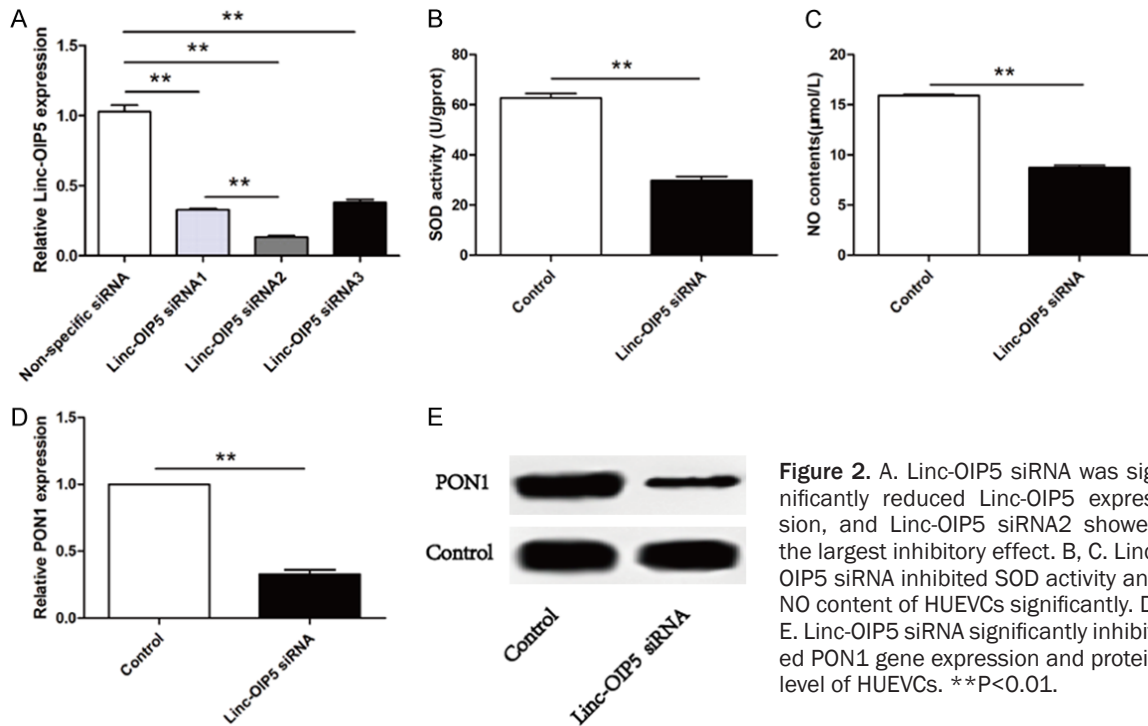 A
Relative Linc-OIP5 expression
1.5
1.0
0.5
0.0
**
**
**
**
Non-specific siRNA
Linc-OIP5 siRNA1
Linc-OIP5 siRNA2
Linc-OIP5 siRNA3
B
SOD activity (U/gprot)
80
60
40
20
0
**
Control
Linc-OIP5 siRNA
C
NO contents(μmol/L)
20
15
10
5
0
**
Control
Linc-OIP5 siRNA
D
Relative PON1 expression
1.5
1.0
0.5
0.0
**
Control
Linc-OIP5 siRNA
E
PON1
Control
Control
Linc-OIP5 siRNA
Figure 2. A. Linc-OIP5 siRNA was sig
nificantly reduced Linc-OIP5 expres
sion, and Linc-OIP5 siRNA2 showe
the largest inhibitory effect. B, C. Linc
OIP5 siRNA inhibited SOD activity an
NO content of HUEVCs significantly. D
E. Linc-OIP5 siRNA significantly inhibit
ed PON1 gene expression and protein
level of HUEVCs. **P<0.01.